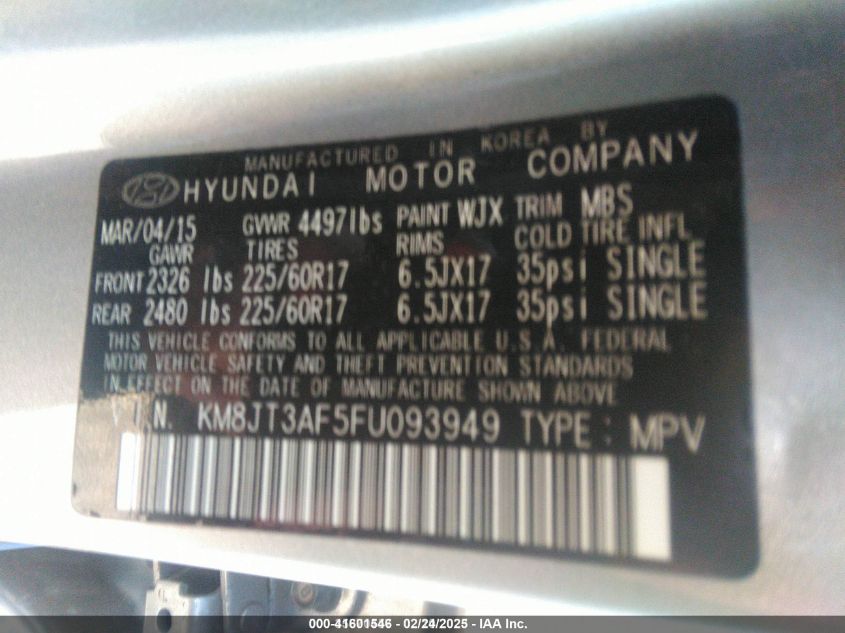 MANUFACTURED IN KOREA BY
HYUNDAI MOTOR COMPANY
MAR/04/15 GVWR 4497lbs PAINT WJX TRIM MBS
GAWR TIRES RIMS COLD TIRE INFL
FRONT 2326 lbs 225/60R17 6.5JX17 35psi SINGLE
REAR 2480 lbs 225/60R17 6.5JX17 35psi SINGLE
THIS VEHICLE CONFORMS TO ALL APPLICABLE U.S.A. FEDERAL
MOTOR VEHICLE SAFETY AND THEFT PREVENTION STANDARDS
IN EFFECT ON THE DATE OF MANUFACTURE SHOWN ABOVE
V.I.N. KM8JT3AF5FU093949 TYPE : MPV
000-41601546 - 02/24/2025 - IAA Inc.